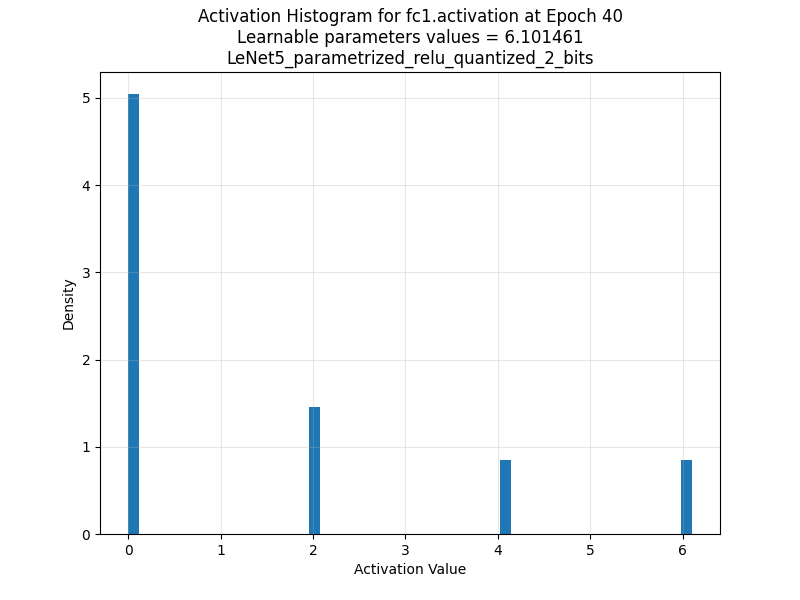 Activation Histogram for fc1.activation at Epoch 40
Learnable parameters values = 6.101461
LeNet5_parametrized_relu_quantized_2_bits
5
4
3
2
1
0
Density
0 1 2 3 4 5 6
Activation Value